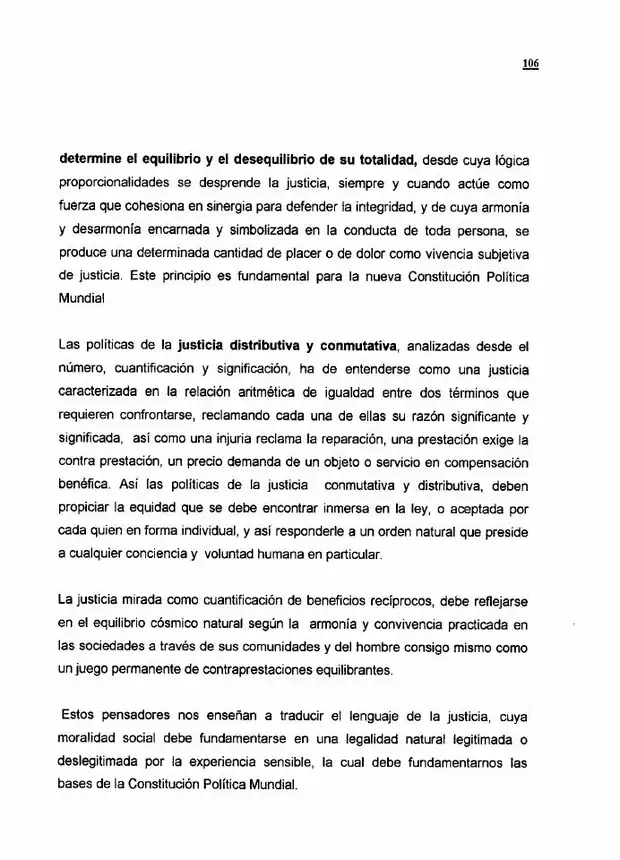 106
determine el equilibrio y el desequilibrio de su totalidad, desde cuya lógica
proporcionalidades se desprende la justicia, siempre y cuando actúe como
fuerza que cohesiona en sinergia para defender la integridad, y de cuya armonía
y desarmonía encarnada y simbolizada en la conducta de toda persona, se
produce una determinada cantidad de placer o de dolor como vivencia subjetiva
de justicia. Este principio es fundamental para la nueva Constitución Política
Mundial
Las políticas de la justicia distributiva y conmutativa, analizadas desde el
número, cuantificación y significación, ha de entenderse como una justicia
caracterizada en la relación aritmética de igualdad entre dos términos que
requieren confrontarse, reclamando cada una de ellas su razón significante y
significada, así como una injuria reclama la reparación, una prestación exige la
contra prestación, un precio demanda de un objeto o servicio en compensación
benéfica. Así las políticas de la justicia conmutativa y distributiva, deben
propiciar la equidad que se debe encontrar inmersa en la ley, o aceptada por
cada quien en forma individual, y así responderle a un orden natural que preside
a cualquier conciencia y voluntad humana en particular.
La justicia mirada como cuantificación de beneficios recíprocos, debe reflejarse
en el equilibrio cósmico natural según la armonía y convivencia practicada en
las sociedades a través de sus comunidades y del hombre consigo mismo como
un juego permanente de contraprestaciones equilibrantes.
Estos pensadores nos enseñan a traducir el lenguaje de la justicia, cuya
moralidad social debe fundamentarse en una legalidad natural legitimada o
deslegitimada por la experiencia sensible, la cual debe fundamentarnos las
bases de la Constitución Política Mundial.